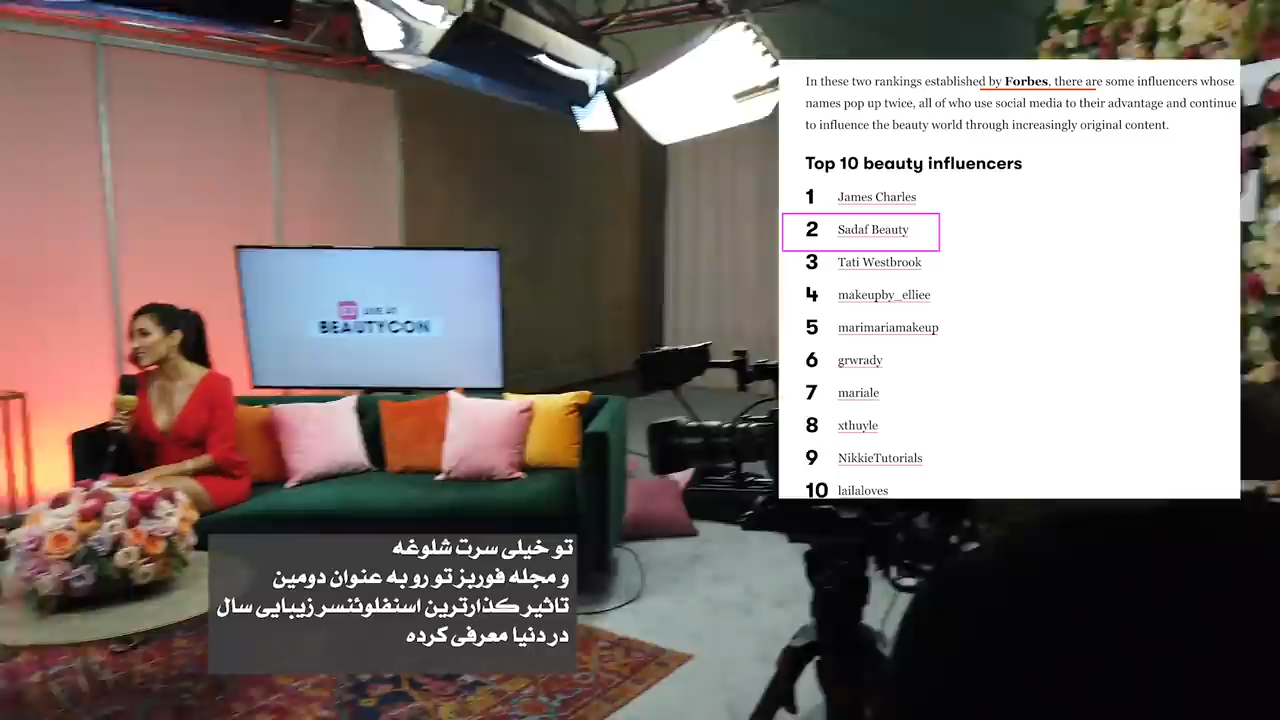 In these two rankings established by Forbes, there are some influencers whose
names pop up twice, all of who use social media to their advantage and continue
to influence the beauty world through increasingly original content.
Top 10 beauty influencers
1 James Charles
2 Sadaf Beauty
3 Tati Westbrook
4 makeupby_elliee
5 marimariamakeup
6 grwrady
7 mariale
8 xthuyle
9 NikkieTutorials
10 lailaloves
LIVE AT
BEAUTYCON
تو خیلی سرت شلوغه
و مجله فوربز تو رو به عنوان دومین
تاثیر گذارترین اسنفلوئنسر زیبایی سال
در دنیا معرفی کرده